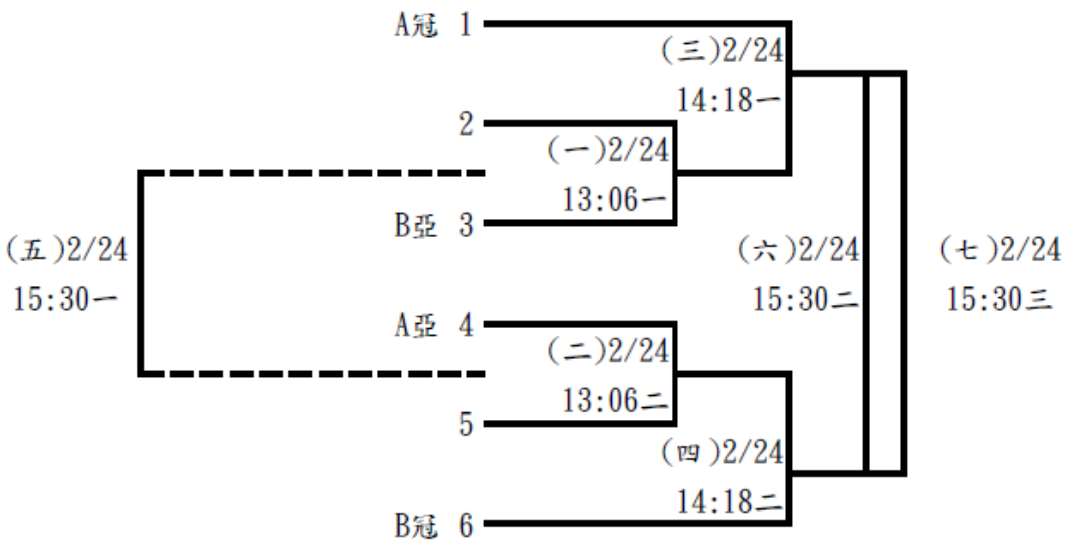 A冠 1
(三)2/24
14:18一
2
(一)2/24
13:06一
B亞 3
(五)2/24
15:30一
(六)2/24
15:30二
(七)2/24
15:30三
A亞 4
(二)2/24
13:06二
5
(四)2/24
14:18二
B冠 6